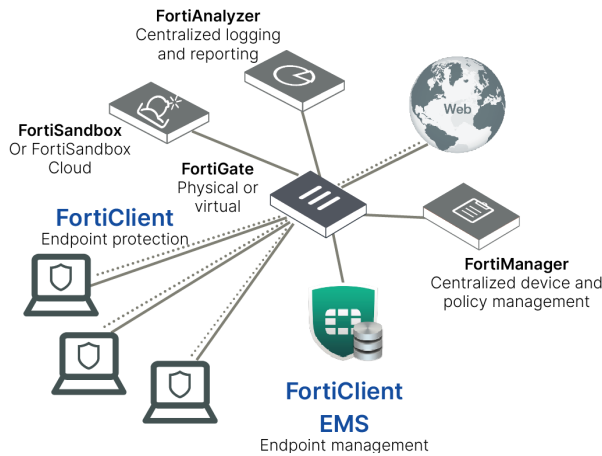 FortiAnalyzer
Centralized logging
and reporting
Web
FortiSandbox
Or FortiSandbox
Cloud
FortiGate
Physical or
virtual
FortiClient
Endpoint protection
FortiManager
Centralized device and
policy management
FortiClient
EMS
Endpoint management